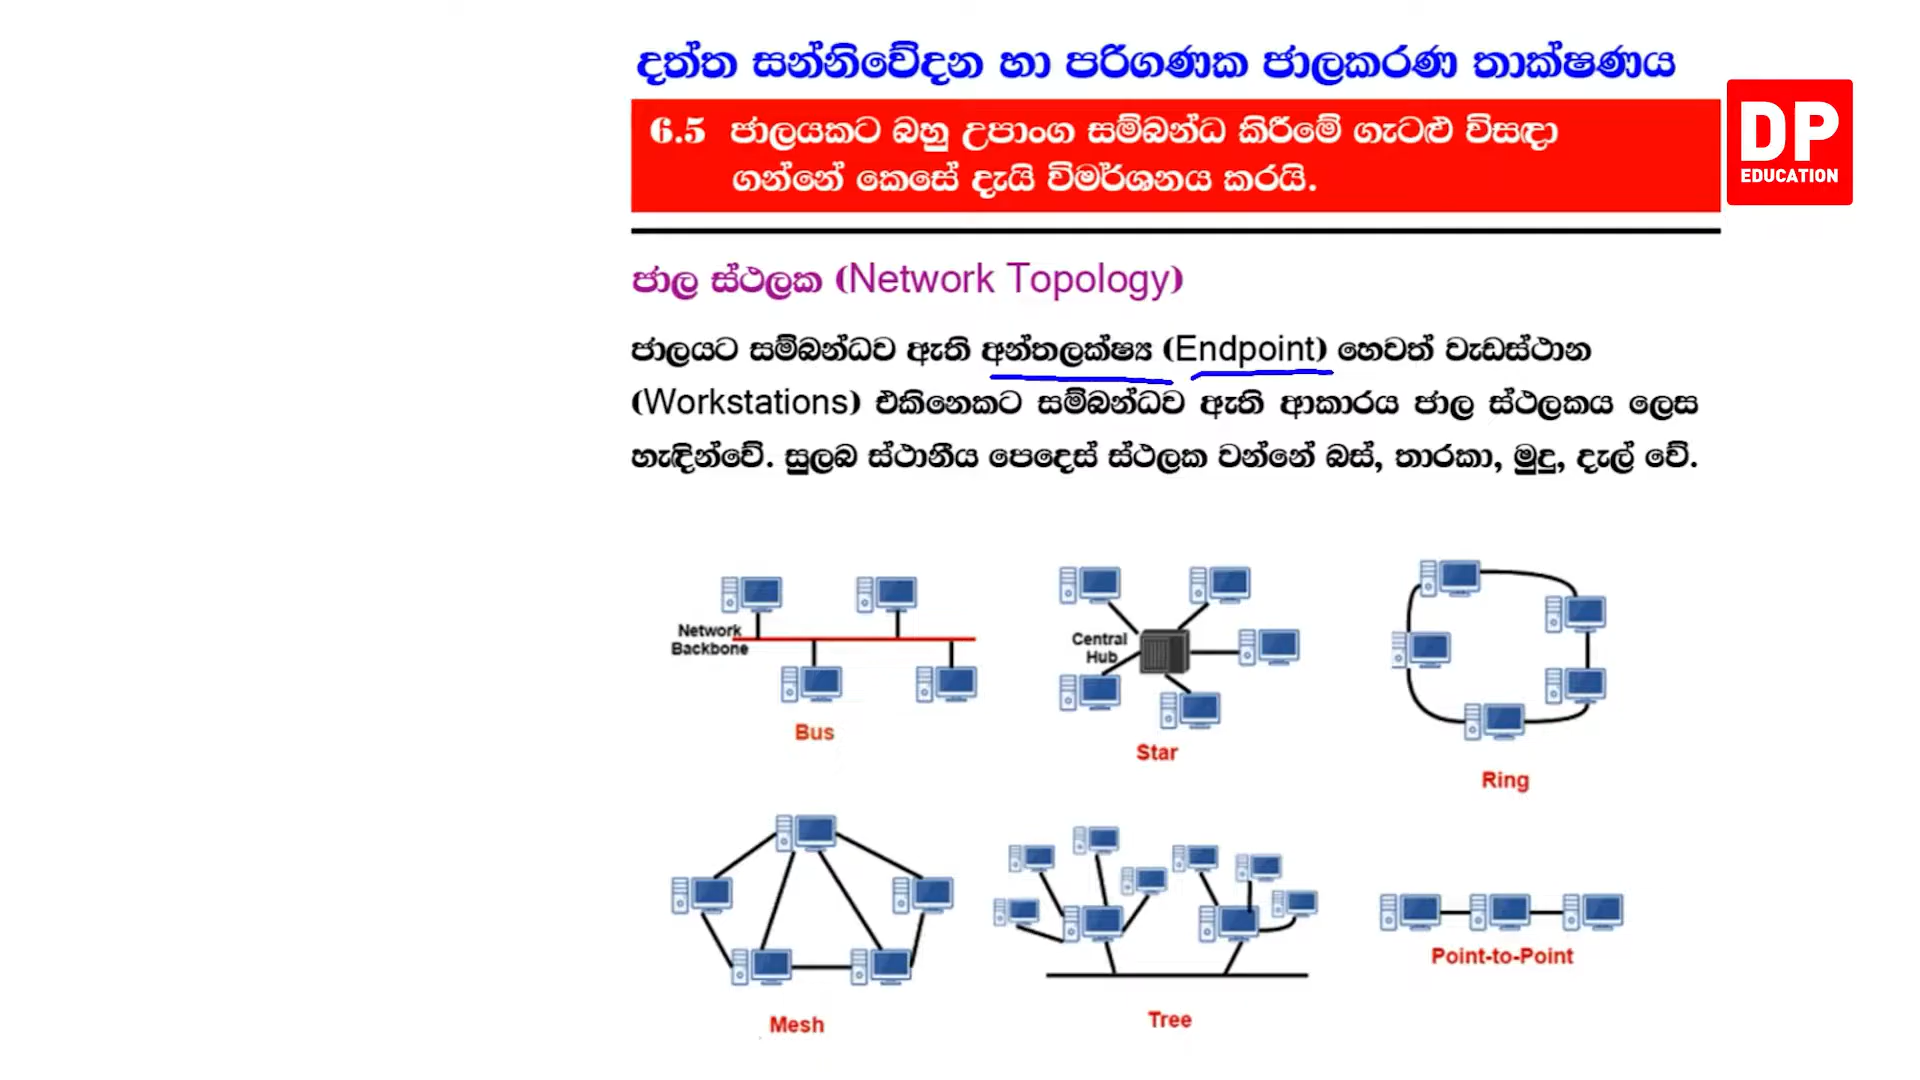 දත්ත සන්නිවේදන හා පරිගණක ජාලකරණ තාක්ෂණය
6.5 ජාලයකට බහු උපාංග සම්බන්ධ කිරීමේ ගැටළු විසඳා
ගන්නේ කෙසේ දැයි විමර්ශනය කරයි.
DP
EDUCATION
ජාල ස්ථලක (Network Topology)
ජාලයට සම්බන්ධව ඇති අන්තලක්ෂ්‍ය (Endpoint) හෙවත් වැඩස්ථාන
(Workstations) එකිනෙකට සම්බන්ධව ඇති ආකාරය ජාල ස්ථලකය ලෙස
හැඳින්වේ. සුලබ ස්ථානීය පෙදෙස් ස්ථලක වන්නේ බස්, තාරකා, මුදු, දැල් වේ.
Network
Backbone
Bus
Central
Hub
Star
Ring
Mesh
Tree
Point-to-Point